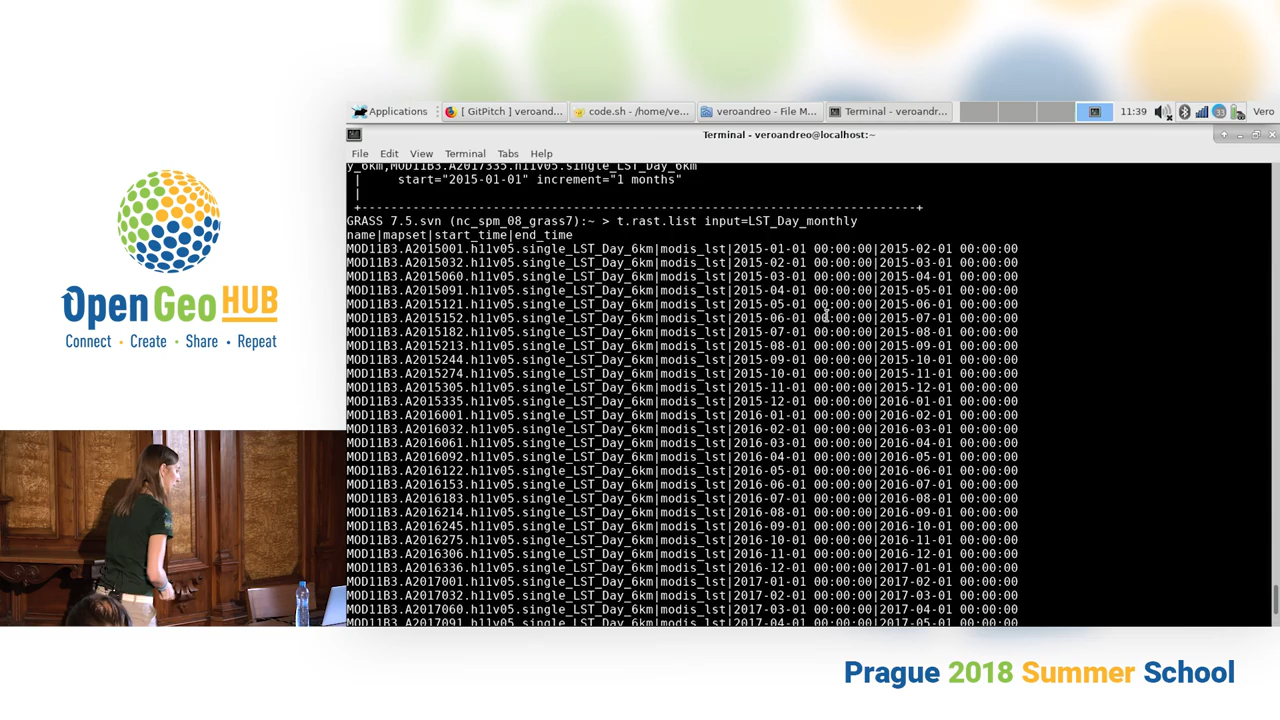 Open Geo HUB
Connect • Create • Share • Repeat
Applications
[ GitPitch ] veroand...
code.sh - /home/ve...
veroandreo - File M...
Terminal - veroandr...
11:39
33
Vero
Terminal - veroandreo@localhost:~
File Edit View Terminal Tabs Help
y_6km,MOD11B3.A2017335.h11v05.single_LST_Day_6km
|     start="2015-01-01" increment="1 months"
|
+----------------------------------------------------------------------------------+
GRASS 7.5.svn (nc_spm_08_grass7):~ > t.rast.list input=LST_Day_monthly
name|mapset|start_time|end_time
MOD11B3.A2015001.h11v05.single_LST_Day_6km|modis_lst|2015-01-01 00:00:00|2015-02-01 00:00:00
MOD11B3.A2015032.h11v05.single_LST_Day_6km|modis_lst|2015-02-01 00:00:00|2015-03-01 00:00:00
MOD11B3.A2015060.h11v05.single_LST_Day_6km|modis_lst|2015-03-01 00:00:00|2015-04-01 00:00:00
MOD11B3.A2015091.h11v05.single_LST_Day_6km|modis_lst|2015-04-01 00:00:00|2015-05-01 00:00:00
MOD11B3.A2015121.h11v05.single_LST_Day_6km|modis_lst|2015-05-01 00:00:00|2015-06-01 00:00:00
MOD11B3.A2015152.h11v05.single_LST_Day_6km|modis_lst|2015-06-01 00:00:00|2015-07-01 00:00:00
MOD11B3.A2015182.h11v05.single_LST_Day_6km|modis_lst|2015-07-01 00:00:00|2015-08-01 00:00:00
MOD11B3.A2015213.h11v05.single_LST_Day_6km|modis_lst|2015-08-01 00:00:00|2015-09-01 00:00:00
MOD11B3.A2015244.h11v05.single_LST_Day_6km|modis_lst|2015-09-01 00:00:00|2015-10-01 00:00:00
MOD11B3.A2015274.h11v05.single_LST_Day_6km|modis_lst|2015-10-01 00:00:00|2015-11-01 00:00:00
MOD11B3.A2015305.h11v05.single_LST_Day_6km|modis_lst|2015-11-01 00:00:00|2015-12-01 00:00:00
MOD11B3.A2015335.h11v05.single_LST_Day_6km|modis_lst|2015-12-01 00:00:00|2016-01-01 00:00:00
MOD11B3.A2016001.h11v05.single_LST_Day_6km|modis_lst|2016-01-01 00:00:00|2016-02-01 00:00:00
MOD11B3.A2016032.h11v05.single_LST_Day_6km|modis_lst|2016-02-01 00:00:00|2016-03-01 00:00:00
MOD11B3.A2016061.h11v05.single_LST_Day_6km|modis_lst|2016-03-01 00:00:00|2016-04-01 00:00:00
MOD11B3.A2016092.h11v05.single_LST_Day_6km|modis_lst|2016-04-01 00:00:00|2016-05-01 00:00:00
MOD11B3.A2016122.h11v05.single_LST_Day_6km|modis_lst|2016-05-01 00:00:00|2016-06-01 00:00:00
MOD11B3.A2016153.h11v05.single_LST_Day_6km|modis_lst|2016-06-01 00:00:00|2016-07-01 00:00:00
MOD11B3.A2016183.h11v05.single_LST_Day_6km|modis_lst|2016-07-01 00:00:00|2016-08-01 00:00:00
MOD11B3.A2016214.h11v05.single_LST_Day_6km|modis_lst|2016-08-01 00:00:00|2016-09-01 00:00:00
MOD11B3.A2016245.h11v05.single_LST_Day_6km|modis_lst|2016-09-01 00:00:00|2016-10-01 00:00:00
MOD11B3.A2016275.h11v05.single_LST_Day_6km|modis_lst|2016-10-01 00:00:00|2016-11-01 00:00:00
MOD11B3.A2016306.h11v05.single_LST_Day_6km|modis_lst|2016-11-01 00:00:00|2016-12-01 00:00:00
MOD11B3.A2016336.h11v05.single_LST_Day_6km|modis_lst|2016-12-01 00:00:00|2017-01-01 00:00:00
MOD11B3.A2017001.h11v05.single_LST_Day_6km|modis_lst|2017-01-01 00:00:00|2017-02-01 00:00:00
MOD11B3.A2017032.h11v05.single_LST_Day_6km|modis_lst|2017-02-01 00:00:00|2017-03-01 00:00:00
MOD11B3.A2017060.h11v05.single_LST_Day_6km|modis_lst|2017-03-01 00:00:00|2017-04-01 00:00:00
MOD11B3.A2017091.h11v05.single_LST_Day_6km|modis_lst|2017-04-01 00:00:00|2017-05-01 00:00:00
Prague 2018 Summer School